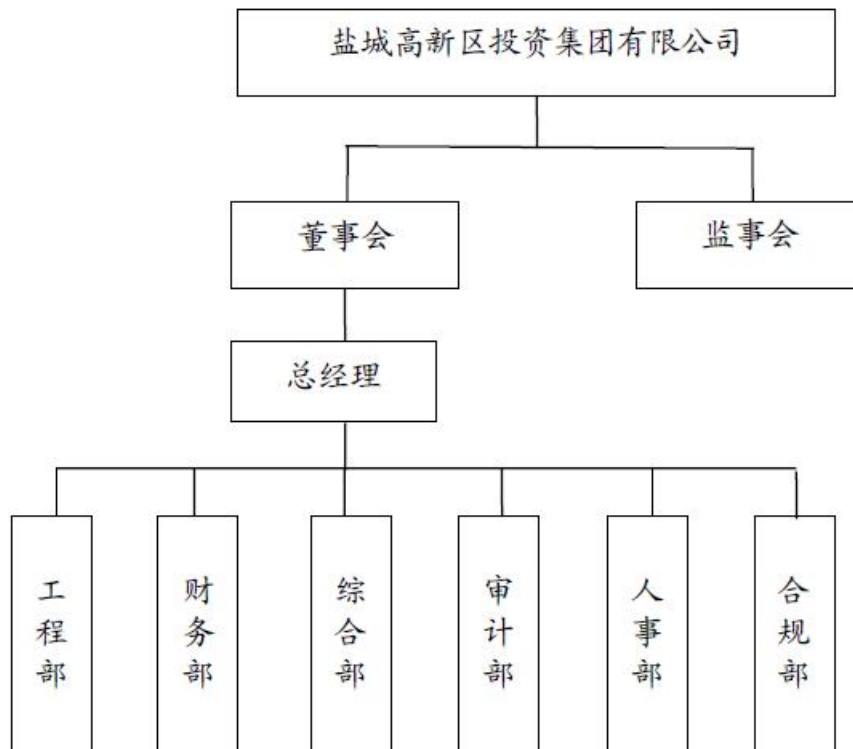 盐城高新区投资集团有限公司
董事会
监事会
总经理
工程部
财务部
综合部
审计部
人事部
合规部